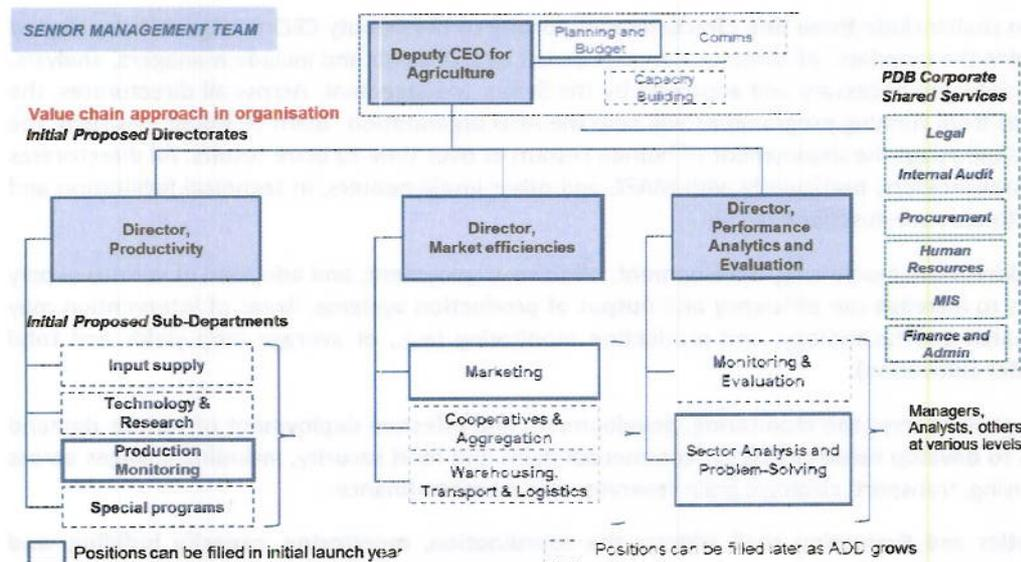 SENIOR MANAGEMENT TEAM
Deputy CEO for
Agriculture
Planning and
Budget
Comms
Capacity
Building
PDB Corporate
Shared Services
Legal
Internal Audit
Procurement
Human
Resources
MIS
Finance and
Admin
Value chain approach in organisation
Initial Proposed Directorates
Director,
Productivity
Director,
Market efficiencies
Director,
Performance
Analytics and
Evaluation
Initial Proposed Sub-Departments
Input supply
Technology &
Research
Production
Monitoring
Special programs
Marketing
Cooperatives &
Aggregation
Warehousing,
Transport & Logistics
Monitoring &
Evaluation
Sector Analysis and
Problem-Solving
Managers,
Analysts, others
at various levels
Positions can be filled in initial launch year
Positions can be filled later as ADD grows